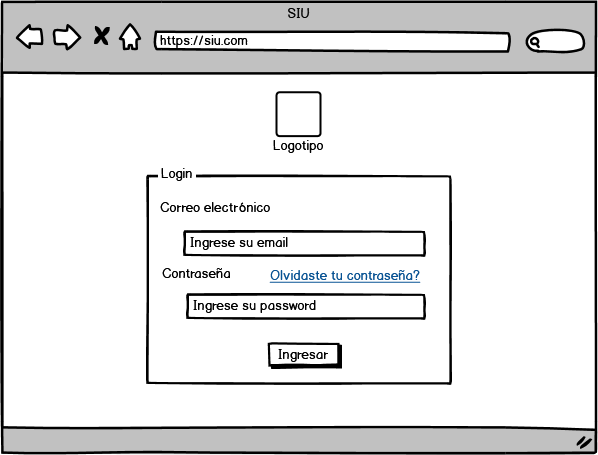 SIU
https://siu.com
Logotipo
Login
Correo electrónico
Ingrese su email
Contraseña
Olvidaste tu contraseña?
Ingrese su password
Ingresar